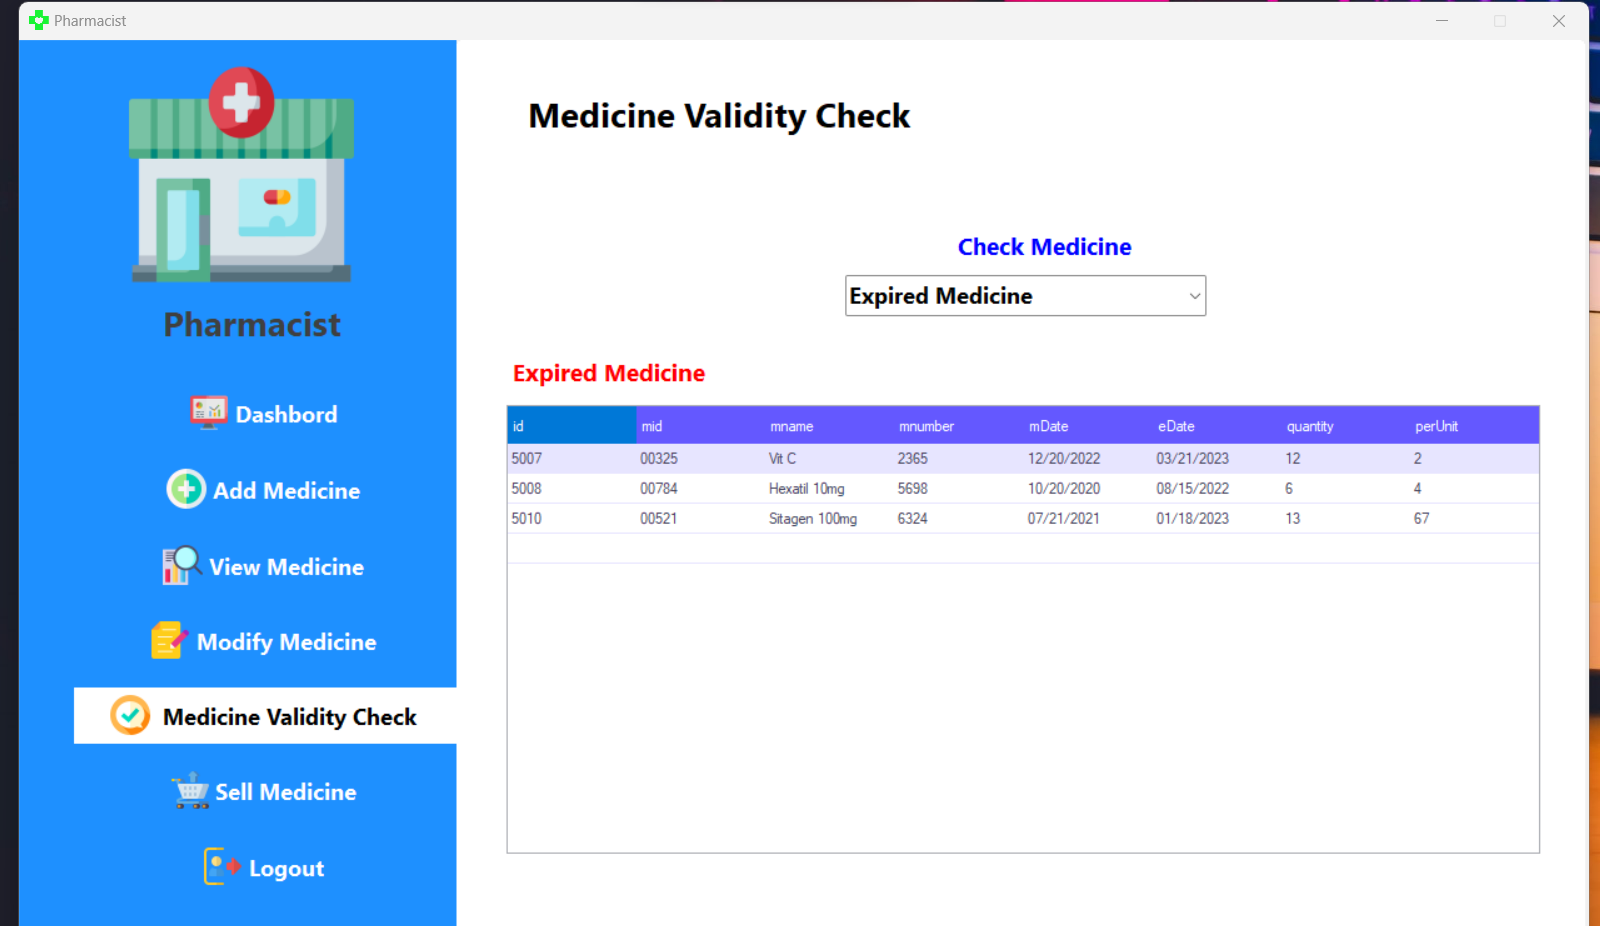 Pharmacist
Medicine Validity Check
Check Medicine
Expired Medicine
Pharmacist
Expired Medicine
Dashbord
Add Medicine
View Medicine
Modify Medicine
Medicine Validity Check
Sell Medicine
Logout
id mid mname mnumber mDate eDate quantity perUnit
5007 00325 Vit C 2365 12/20/2022 03/21/2023 12 2
5008 00784 Hexatil 10mg 5698 10/20/2020 08/15/2022 6 4
5010 00521 Sitagen 100mg 6324 07/21/2021 01/18/2023 13 67